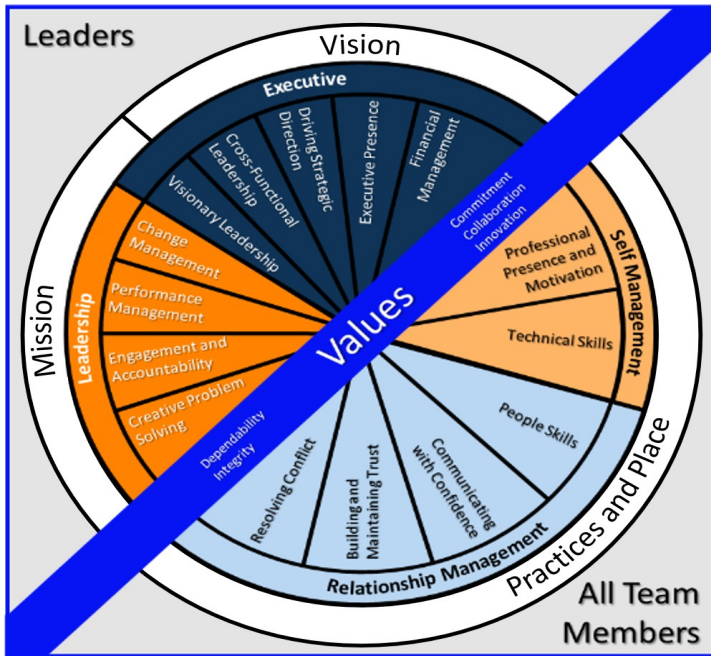 Leaders
Vision
Executive
Visionary Leadership
Cross-Functional
Leadership
Driving Strategic
Direction
Executive Presence
Financial
Management
Mission
Leadership
Change
Management
Performance
Management
Engagement and
Accountability
Creative Problem
Solving
Values
Commitment
Collaboration
Innovation
Dependability
Integrity
Self Management
Professional
Presence and
Motivation
Technical Skills
People Skills
Communicating
with Confidence
Building and
Maintaining Trust
Resolving Conflict
Relationship Management
Practices and Place
All Team
Members